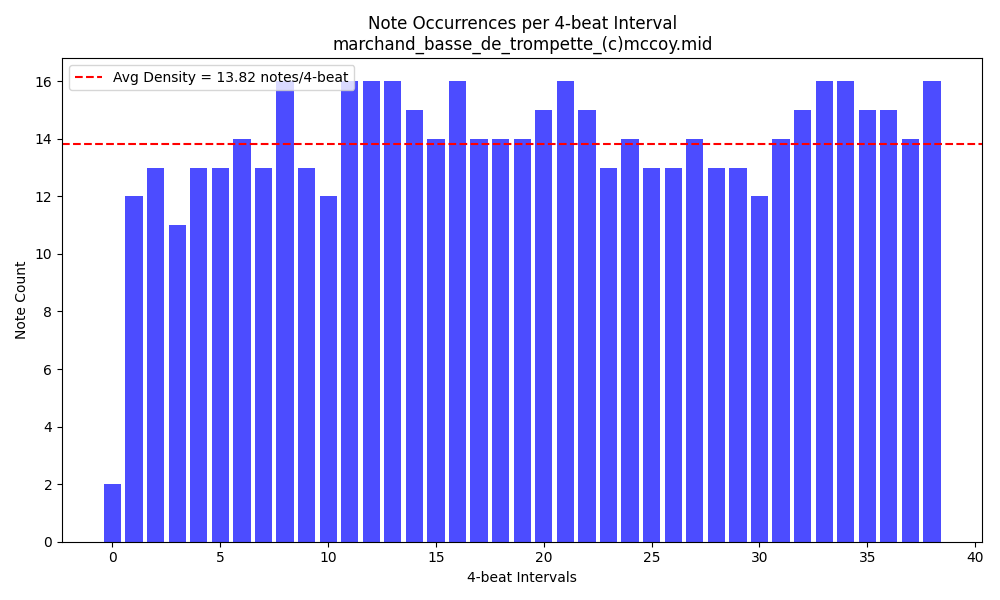 Note Occurrences per 4-beat Interval
marchand_basse_de_trompette_(c)mccoy.mid
Avg Density = 13.82 notes/4-beat
16
14
12
10
8
6
4
2
0
Note Count
0 5 10 15 20 25 30 35 40
4-beat Intervals